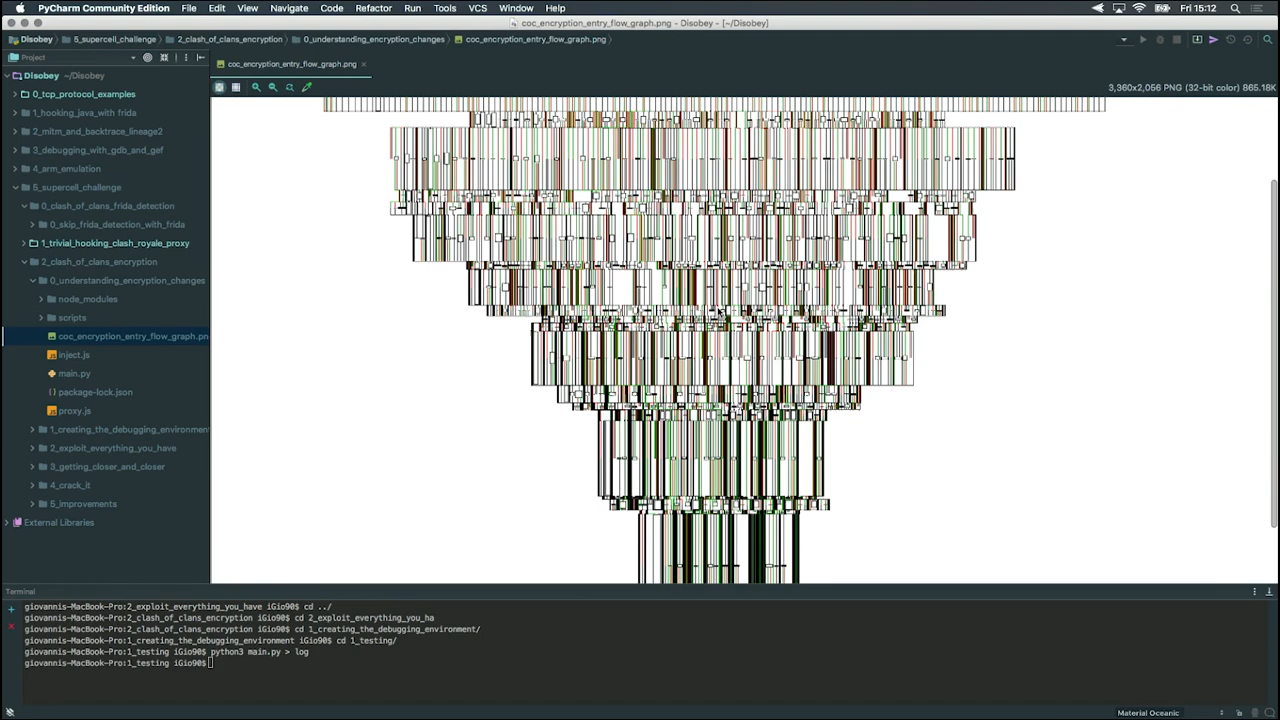 PyCharm Community Edition File Edit View Navigate Code Refactor Run Tools VCS Window Help Fri 15:12
coc_encryption_entry_flow_graph.png - Disobey [~/Disobey]
Disobey 5_supercell_challenge 2_clash_of_clans_encryption 0_understanding_encryption_changes coc_encryption_entry_flow_graph.png
Project coc_encryption_entry_flow_graph.png
Disobey ~/Disobey
3,360x2,056 PNG (32-bit color) 865.18K
0_tcp_protocol_examples
1_hooking_java_with frida
2_mitm_and_backtrace_lineage2
3_debugging_with_gdb_and_gef
4_arm_emulation
5_supercell_challenge
0_clash_of_clans_frida_detection
0_skip_frida_detection_with_frida
1_trivial_hooking_clash_royale_proxy
2_clash_of_clans_encryption
0_understanding_encryption_changes
node_modules
scripts
coc_encryption_entry_flow_graph.pn
inject.js
main.py
package-lock.json
proxy.js
1_creating_the_debugging_environment
2_exploit_everything_you_have
3_getting_closer_and_closer
4_crack_it
5_improvements
External Libraries
Terminal
giovannis-MacBook-Pro:2_exploit_everything_you_have iGio90$ cd ../
giovannis-MacBook-Pro:2_clash_of_clans_encryption iGio90$ cd 2_exploit_everything_you_ha
giovannis-MacBook-Pro:2_clash_of_clans_encryption iGio90$ cd 1_creating_the_debugging_environment/
giovannis-MacBook-Pro:1_creating_the_debugging_environment iGio90$ cd 1_testing/
giovannis-MacBook-Pro:1_testing iGio90$ python3 main.py > log
giovannis-MacBook-Pro:1_testing iGio90$
Material Oceanic